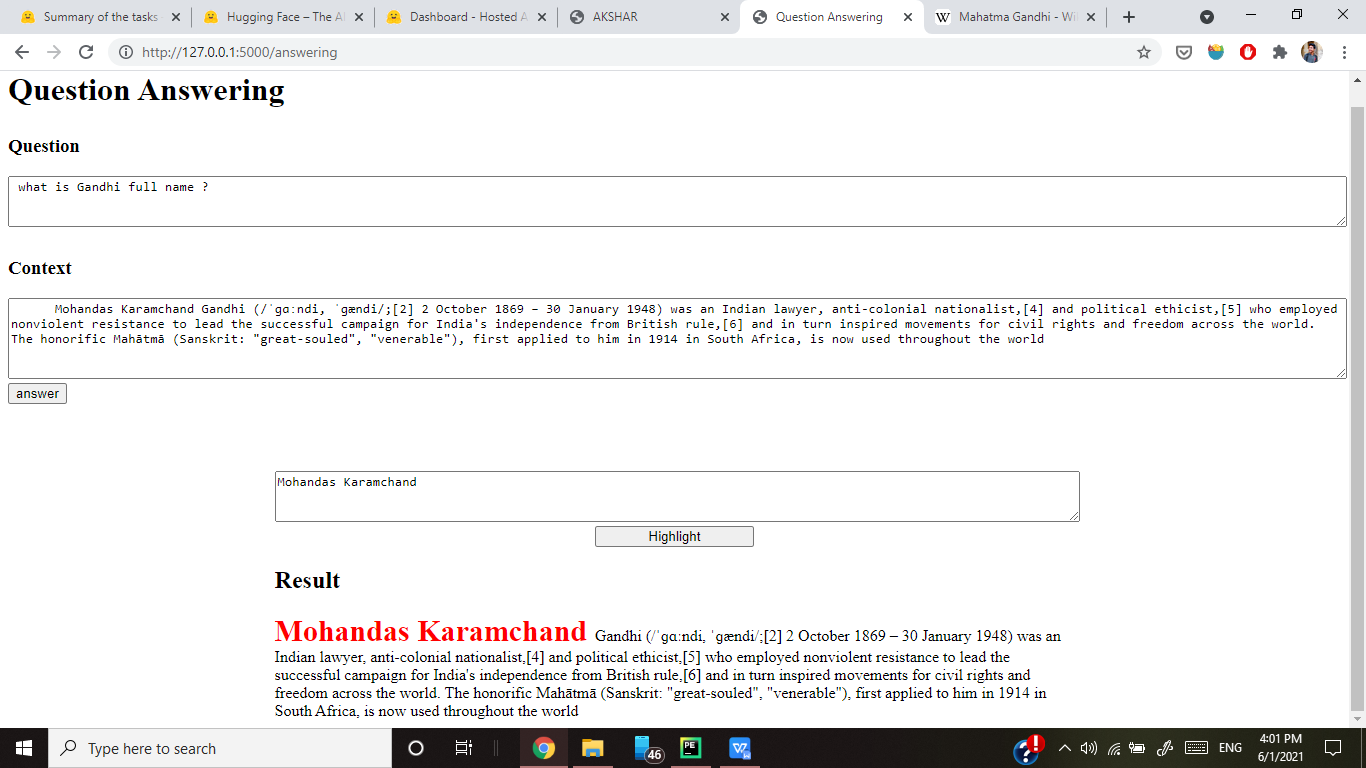 Summary of the tasks
Hugging Face – The AI
Dashboard - Hosted A
AKSHAR
Question Answering
Mahatma Gandhi - Wil
http://127.0.0.1:5000/answering
Question Answering
Question
what is Gandhi full name ?
Context
Mohandas Karamchand Gandhi (/ˈɡɑːndi, ˈɡændi/;[2] 2 October 1869 – 30 January 1948) was an Indian lawyer, anti-colonial nationalist,[4] and political ethicist,[5] who employed
nonviolent resistance to lead the successful campaign for India's independence from British rule,[6] and in turn inspired movements for civil rights and freedom across the world.
The honorific Mahātmā (Sanskrit: "great-souled", "venerable"), first applied to him in 1914 in South Africa, is now used throughout the world
answer
Mohandas Karamchand
Highlight
Result
Mohandas Karamchand Gandhi (/ˈɡɑːndi, ˈɡændi/;[2] 2 October 1869 – 30 January 1948) was an
Indian lawyer, anti-colonial nationalist,[4] and political ethicist,[5] who employed nonviolent resistance to lead the
successful campaign for India's independence from British rule,[6] and in turn inspired movements for civil rights and
freedom across the world. The honorific Mahātmā (Sanskrit: "great-souled", "venerable"), first applied to him in 1914 in
South Africa, is now used throughout the world
Type here to search
46
PE
ENG
4:01 PM
6/1/2021